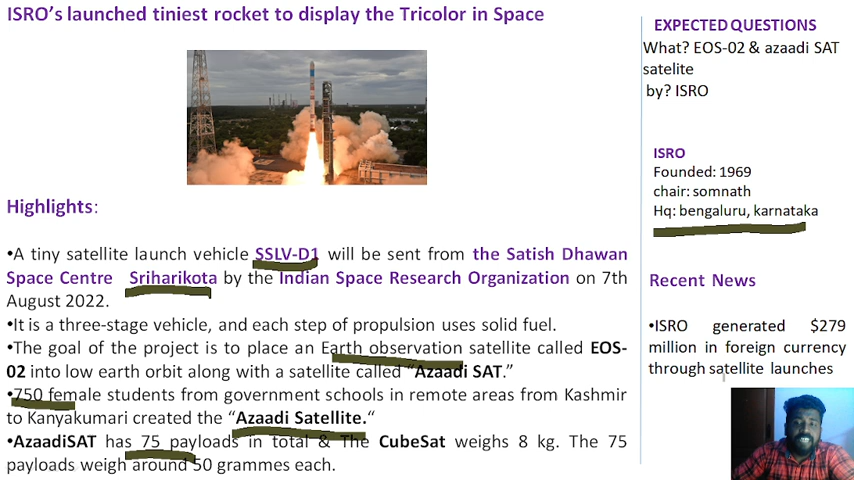 ISRO's launched tiniest rocket to display the Tricolor in Space
Highlights:
•A tiny satellite launch vehicle SSLV-D1 will be sent from the Satish Dhawan
Space Centre Sriharikota by the Indian Space Research Organization on 7th
August 2022.
•It is a three-stage vehicle, and each step of propulsion uses solid fuel.
•The goal of the project is to place an Earth observation satellite called EOS-
02 into low earth orbit along with a satellite called "Azaadi SAT."
•750 female students from government schools in remote areas from Kashmir
to Kanyakumari created the "Azaadi Satellite."
•AzaadiSAT has 75 payloads in total & The CubeSat weighs 8 kg. The 75
payloads weigh around 50 grammes each.
EXPECTED QUESTIONS
What? EOS-02 & azaadi SAT
satelite
by? ISRO
ISRO
Founded: 1969
chair: somnath
Hq: bengaluru, karnataka
Recent News
•ISRO generated $279
million in foreign currency
through satellite launches